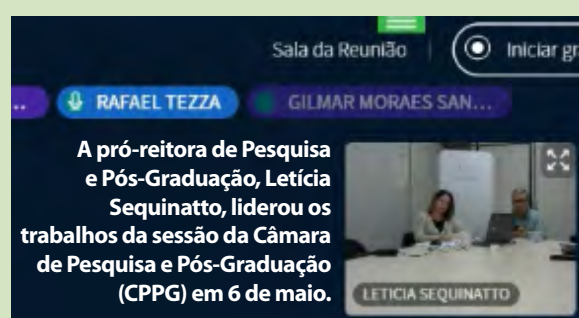 Sala da Reunião
Iniciar
.. RAFAEL TEZZA
GILMAR MORAES SAN...
A pró-reitora de Pesquisa
e Pós-Graduação, Letícia
Sequinatto, liderou os
trabalhos da sessão da Câmara
de Pesquisa e Pós-Graduação
(CPPG) em 6 de maio.
LETICIA SEQUINATTO